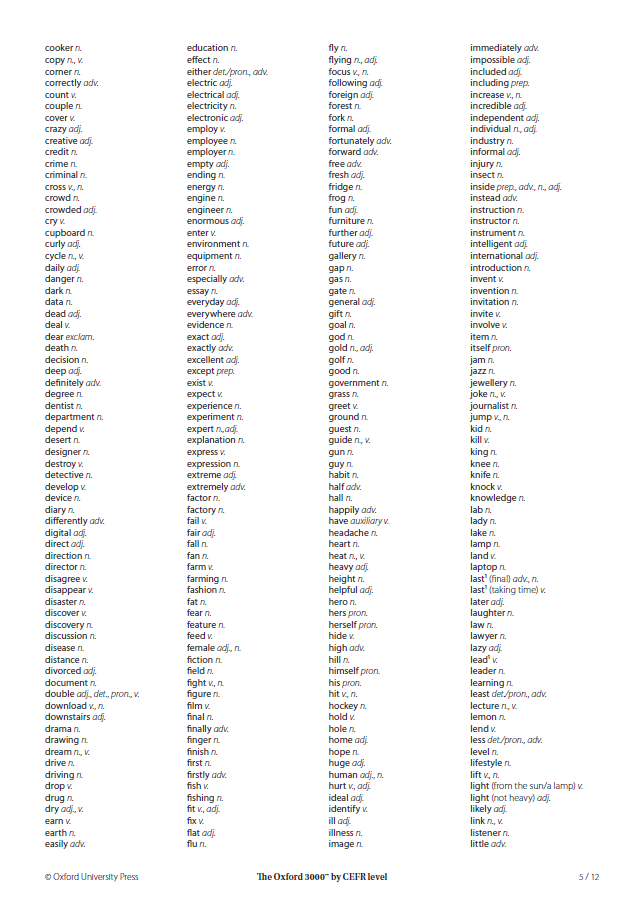 cooker n.
copy n., v.
corner n.
correctly adv.
count v.
couple n.
cover v.
crazy adj.
creative adj.
credit n.
crime n.
criminal n.
cross v., n.
crowd n.
crowded adj.
cry v.
cupboard n.
curly adj.
cycle n., v.
daily adj.
danger n.
dark n.
data n.
dead adj.
deal v.
dear exclam.
death n.
decision n.
deep adj.
definitely adv.
degree n.
dentist n.
department n.
depend v.
desert n.
designer n.
destroy v.
detective n.
develop v.
device n.
diary n.
differently adv.
digital adj.
direct adj.
direction n.
director n.
disagree v.
disappear v.
disaster n.
discover v.
discovery n.
discussion n.
disease n.
distance n.
divorced adj.
document n.
double adj., det., pron., v.
download v., n.
downstairs adj.
drama n.
drawing n.
dream n., v.
drive n.
driving n.
drop v.
drug n.
dry adj., v.
earn v.
earth n.
easily adv.
education n.
effect n.
either det./pron., adv.
electric adj.
electrical adj.
electricity n.
electronic adj.
employ v.
employee n.
employer n.
empty adj.
ending n.
energy n.
engine n.
engineer n.
enormous adj.
enter v.
environment n.
equipment n.
error n.
especially adv.
essay n.
everyday adj.
everywhere adv.
evidence n.
exact adj.
exactly adv.
excellent adj.
except prep.
exist v.
expect v.
experience n.
experiment n.
expert n.,adj.
explanation n.
express v.
expression n.
extreme adj.
extremely adv.
factor n.
factory n.
fail v.
fair adj.
fall n.
fan n.
farm v.
farming n.
fashion n.
fat n.
fear n.
feature n.
feed v.
female adj., n.
fiction n.
field n.
fight v., n.
figure n.
film v.
final n.
finally adv.
finger n.
finish n.
first n.
firstly adv.
fish v.
fishing n.
fit v., adj.
fix v.
flat adj.
flu n.
fly n.
flying n., adj.
focus v., n.
following adj.
foreign adj.
forest n.
fork n.
formal adj.
fortunately adv.
forward adv.
free adv.
fresh adj.
fridge n.
frog n.
fun adj.
furniture n.
further adj.
future adj.
gallery n.
gap n.
gas n.
gate n.
general adj.
gift n.
goal n.
god n.
gold n., adj.
golf n.
good n.
government n.
grass n.
greet v.
ground n.
guest n.
guide n., v.
gun n.
guy n.
habit n.
half adv.
hall n.
happily adv.
have auxiliary v.
headache n.
heart n.
heat n., v.
heavy adj.
height n.
helpful adj.
hero n.
hers pron.
herself pron.
hide v.
high adv.
hill n.
himself pron.
his pron.
hit v., n.
hockey n.
hold v.
hole n.
home adj.
hope n.
huge adj.
human adj., n.
hurt v., adj.
ideal adj.
identify v.
ill adj.
illness n.
image n.
immediately adv.
impossible adj.
included adj.
including prep.
increase v., n.
incredible adj.
independent adj.
individual n., adj.
industry n.
informal adj.
injury n.
insect n.
inside prep., adv., n., adj.
instead adv.
instruction n.
instructor n.
instrument n.
intelligent adj.
international adj.
introduction n.
invent v.
invention n.
invitation n.
invite v.
involve v.
item n.
itself pron.
jam n.
jazz n.
jewellery n.
joke n., v.
journalist n.
jump v., n.
kid n.
kill v.
king n.
knee n.
knife n.
knock v.
knowledge n.
lab n.
lady n.
lake n.
lamp n.
land v.
laptop n.
last¹ (final) adv., n.
last¹ (taking time) v.
later adj.
laughter n.
law n.
lawyer n.
lazy adj.
lead¹ v.
leader n.
learning n.
least det./pron., adv.
lecture n., v.
lemon n.
lend v.
less det./pron., adv.
level n.
lifestyle n.
lift v., n.
light (from the sun/a lamp) v.
light (not heavy) adj.
likely adj.
link n., v.
listener n.
little adv.
© Oxford University Press The Oxford 3000™ by CEFR level 5 / 12